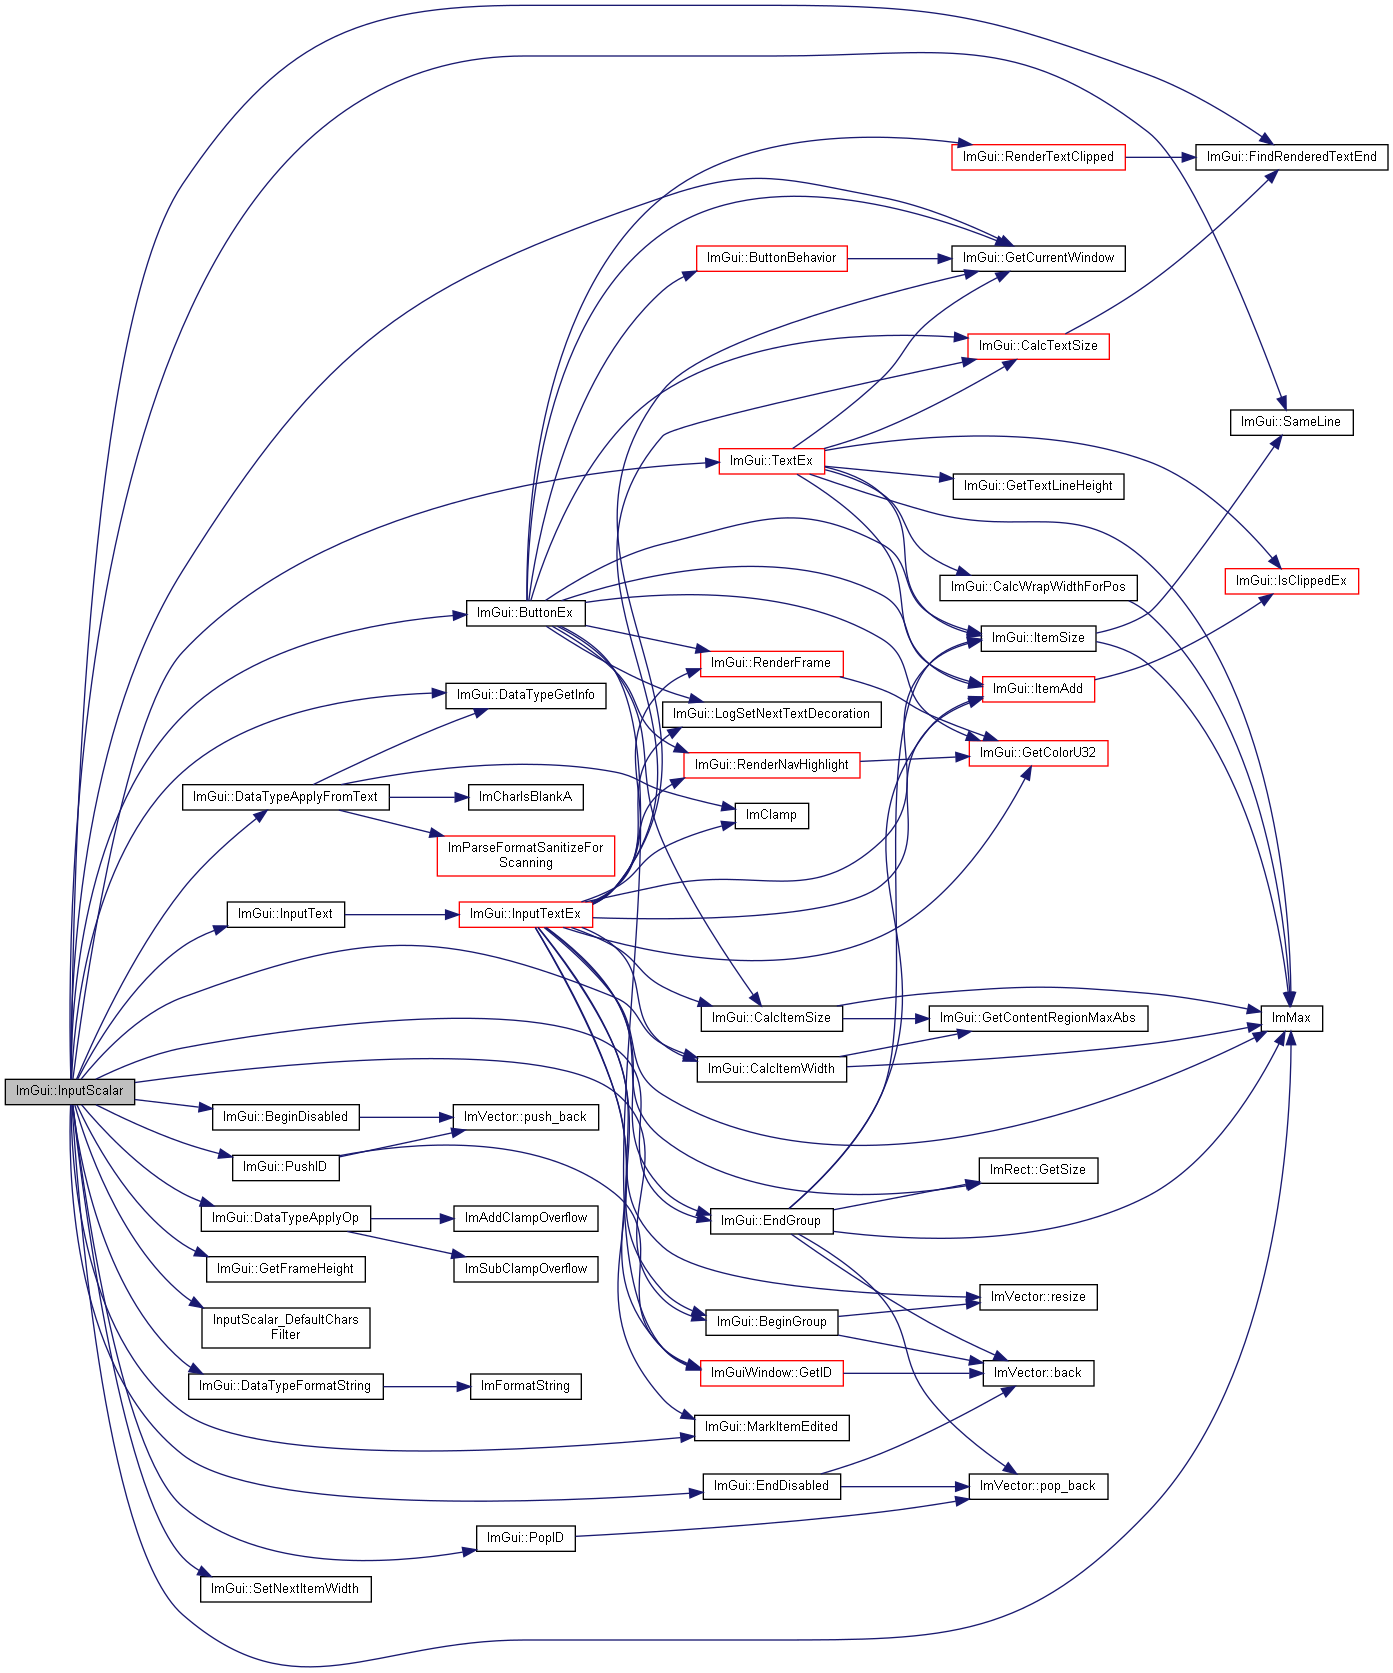 ImGui::RenderTextClipped
ImGui::FindRenderedTextEnd
ImGui::ButtonBehavior
ImGui::GetCurrentWindow
ImGui::CalcTextSize
ImGui::SameLine
ImGui::TextEx
ImGui::GetTextLineHeight
ImGui::IsClippedEx
ImGui::CalcWrapWidthForPos
ImGui::ButtonEx
ImGui::ItemSize
ImGui::RenderFrame
ImGui::ItemAdd
ImGui::DataTypeGetInfo
ImGui::LogSetNextTextDecoration
ImGui::GetColorU32
ImGui::RenderNavHighlight
ImGui::DataTypeApplyFromText
ImCharIsBlankA
ImClamp
ImParseFormatSanitizeFor
Scanning
ImGui::InputText
ImGui::InputTextEx
ImGui::CalcItemSize
ImGui::GetContentRegionMaxAbs
ImMax
ImGui::CalcItemWidth
ImGui::InputScalar
ImGui::BeginDisabled
ImVector::push_back
ImGui::PushID
ImRect::GetSize
ImGui::DataTypeApplyOp
ImAddClampOverflow
ImGui::EndGroup
ImGui::GetFrameHeight
ImSubClampOverflow
ImVector::resize
InputScalar_DefaultChars
Filter
ImGui::BeginGroup
ImGuiWindow::GetID
ImVector::back
ImGui::DataTypeFormatString
ImFormatString
ImGui::MarkItemEdited
ImGui::EndDisabled
ImVector::pop_back
ImGui::PopID
ImGui::SetNextItemWidth